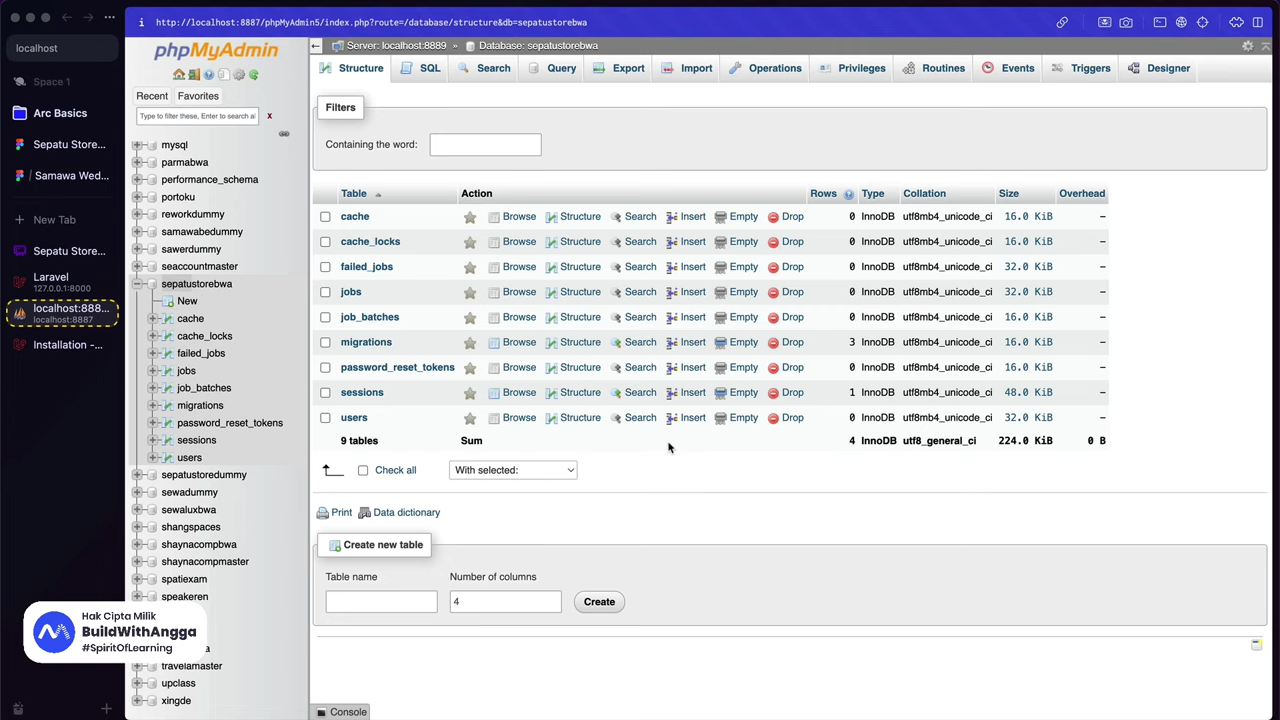 localhost
Space 1
Arc Basics
Sepatu Store...
/ Samawa Wed...
New Tab
Sepatu Store...
Laravel
127.0.0.1:8000
localhost:888...
localhost:8887
Installation -...
http://localhost:8887/phpMyAdmin5/index.php?route=/database/structure&db=sepatustorebwa
phpMyAdmin
Recent Favorites
Type to filter these, Enter to search al X
mysql
parmabwa
performance_schema
portoku
reworkdummy
samawabedummy
sawerdummy
seaccountmaster
sepatustorebwa
New
cache
cache_locks
failed_jobs
jobs
job_batches
migrations
password_reset_tokens
sessions
users
sepatustoredummy
sewadummy
sewaluxbwa
shangspaces
shaynacompbwa
shaynacompmaster
spatiexam
speakeren
travelamaster
upclass
xingde
Server: localhost:8889 » Database: sepatustorebwa
Structure SQL Search Query Export Import Operations Privileges Routines Events Triggers Designer
Filters
Containing the word:
Table Action Rows Type Collation Size Overhead
cache Browse Structure Search Insert Empty Drop 0 InnoDB utf8mb4_unicode_ci 16.0 KiB –
cache_locks Browse Structure Search Insert Empty Drop 0 InnoDB utf8mb4_unicode_ci 16.0 KiB –
failed_jobs Browse Structure Search Insert Empty Drop 0 InnoDB utf8mb4_unicode_ci 32.0 KiB –
jobs Browse Structure Search Insert Empty Drop 0 InnoDB utf8mb4_unicode_ci 32.0 KiB –
job_batches Browse Structure Search Insert Empty Drop 0 InnoDB utf8mb4_unicode_ci 16.0 KiB –
migrations Browse Structure Search Insert Empty Drop 3 InnoDB utf8mb4_unicode_ci 16.0 KiB –
password_reset_tokens Browse Structure Search Insert Empty Drop 0 InnoDB utf8mb4_unicode_ci 16.0 KiB –
sessions Browse Structure Search Insert Empty Drop 1 InnoDB utf8mb4_unicode_ci 48.0 KiB –
users Browse Structure Search Insert Empty Drop 0 InnoDB utf8mb4_unicode_ci 32.0 KiB –
9 tables Sum 4 InnoDB utf8_general_ci 224.0 KiB 0 B
Check all With selected:
Print Data dictionary
Create new table
Table name Number of columns
4 Create
Console
Hak Cipta Milik
BuildWithAngga
#SpiritOfLearning